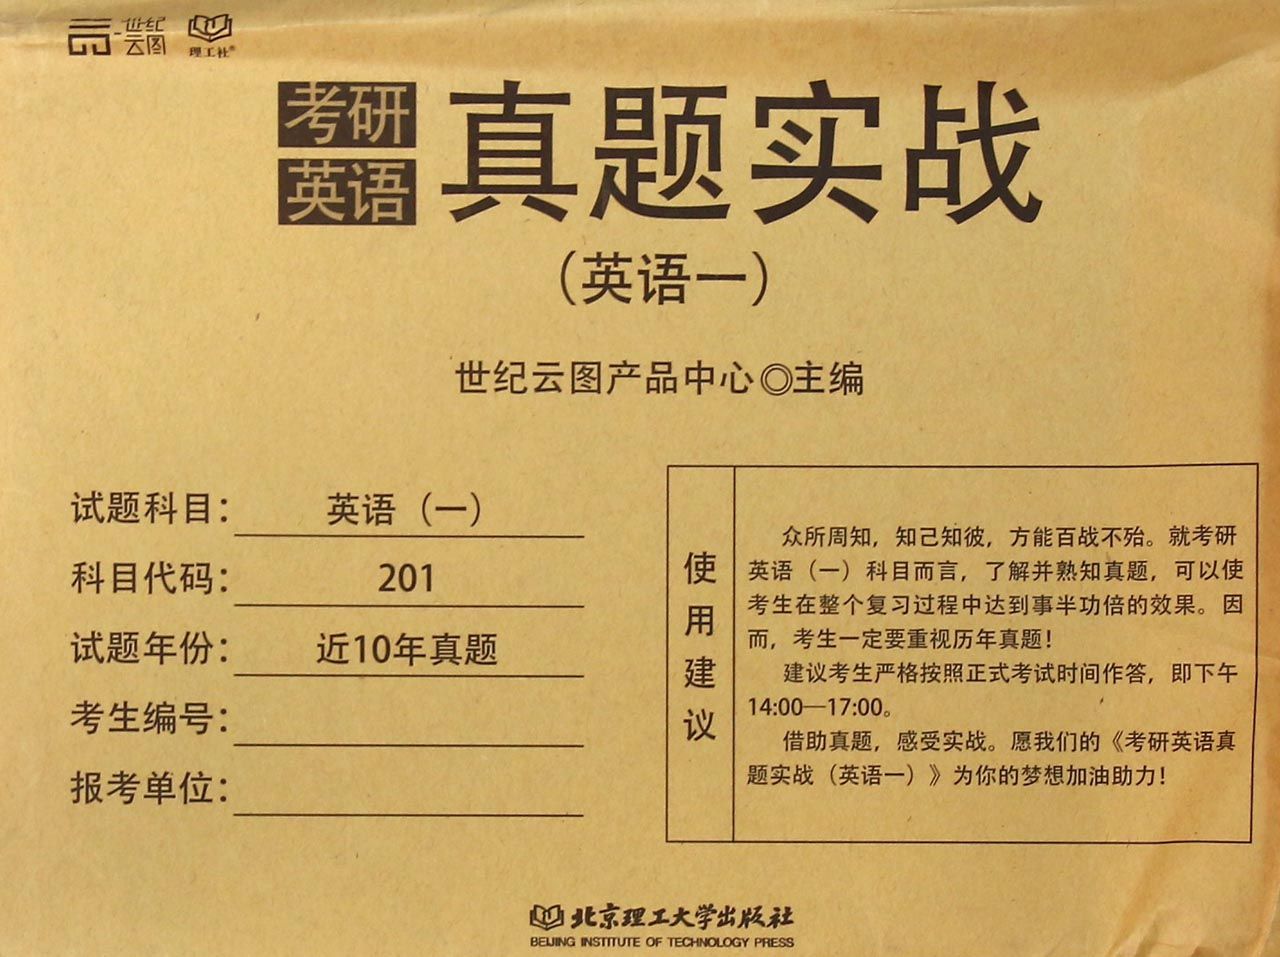 世纪
云图
理工社®
考研
英语
真题实战
（英语一）
世纪云图产品中心◎主编
试题科目：英语（一）
科目代码：201
试题年份：近10年真题
考生编号：
报考单位：
使用建议
众所周知，知己知彼，方能百战不殆。就考研
英语（一）科目而言，了解并熟知真题，可以使
考生在整个复习过程中达到事半功倍的效果。因
而，考生一定要重视历年真题！
建议考生严格按照正式考试时间作答，即下午
14:00—17:00。
借助真题，感受实战。愿我们的《考研英语真
题实战（英语一）》为你的梦想加油助力！
北京理工大学出版社
BEIJING INSTITUTE OF TECHNOLOGY PRESS